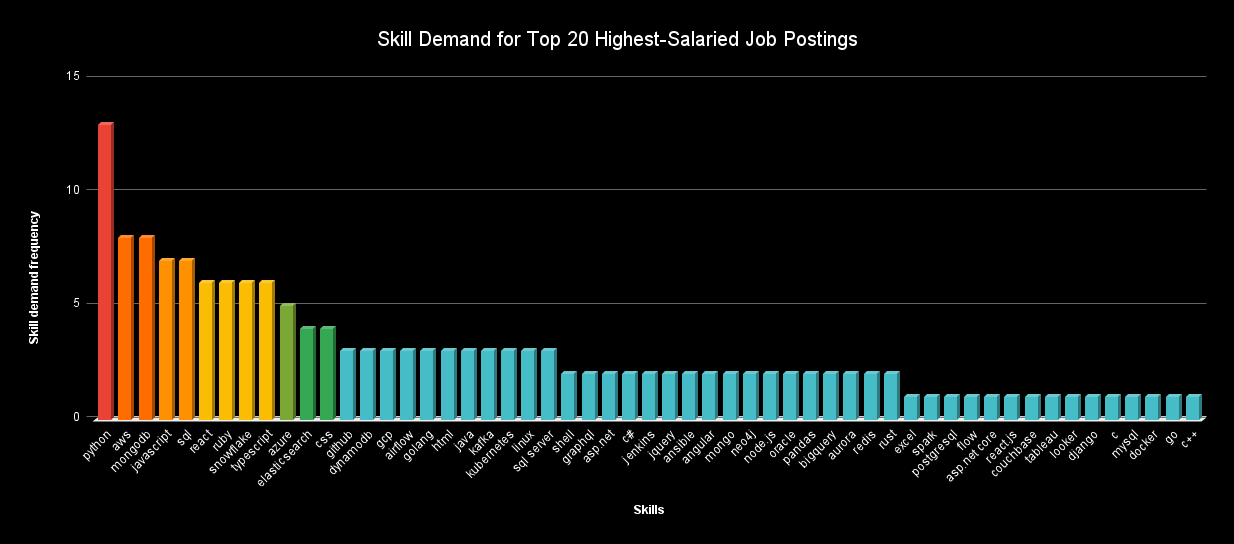 Skill Demand for Top 20 Highest-Salaried Job Postings
15
10
5
0
Skill demand frequency
python
aws
mongodb
javascript
sql
react
ruby
snowflake
typescript
azure
elasticsearch
css
github
dynamodb
gcp
airflow
golang
html
java
kafka
kubernetes
linux
sql server
shell
graphql
asp.net
c#
jenkins
jquery
ansible
angular
mongo
neo4j
node.js
oracle
pandas
bigquery
aurora
redis
rust
excel
spark
postgresql
flow
asp.net core
react.js
couchbase
tableau
looker
django
c
mysql
docker
go
c++
Skills